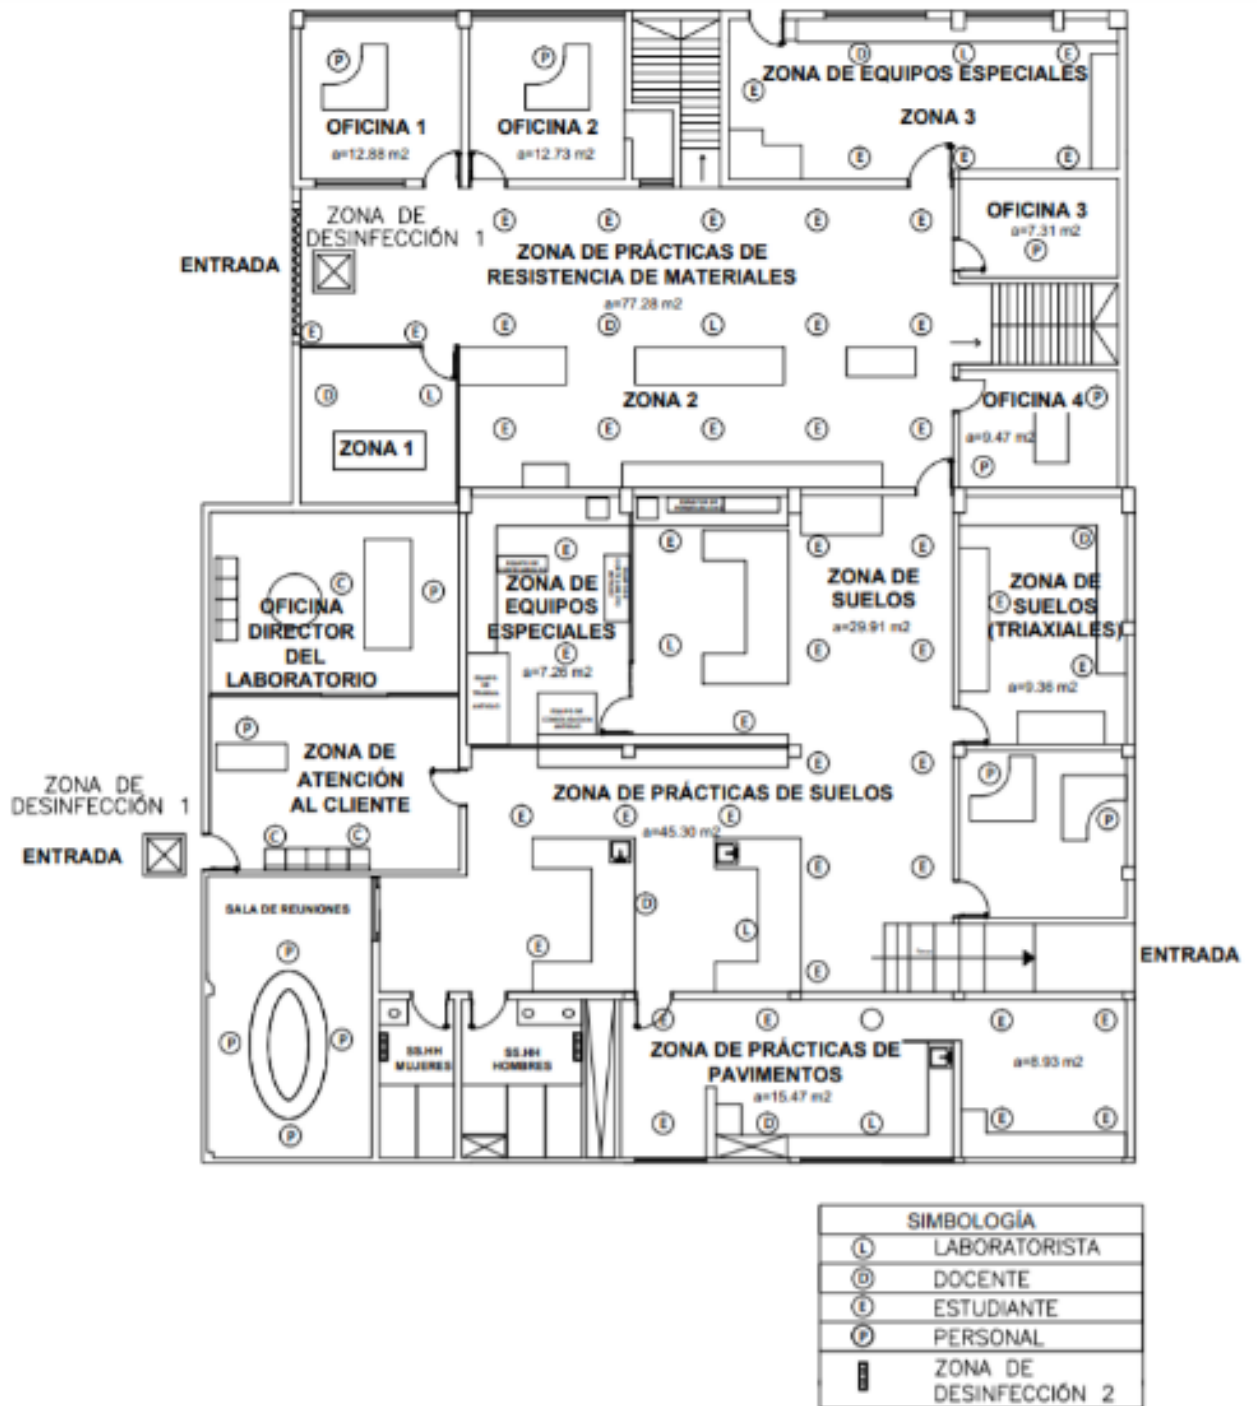 P
P
D
L
E
ZONA DE EQUIPOS ESPECIALES
E
ZONA 3
OFICINA 1
a=12.88 m2
OFICINA 2
a=12.73 m2
E
E
E
ZONA DE
DESINFECCIÓN 1
ENTRADA
E
E
E
E
E
ZONA DE PRÁCTICAS DE
RESISTENCIA DE MATERIALES
a=77.28 m2
OFICINA 3
a=7.31 m2
P
E
E
E
D
L
E
E
D
L
ZONA 1
ZONA 2
OFICINA 4
P
a=9.47 m2
P
E
E
E
E
E
C
P
OFICINA
DIRECTOR
DEL
LABORATORIO
E
ZONA DE
EQUIPOS
ESPECIALES
E
a=7.26 m2
E
L
E
E
E
ZONA DE
SUELOS
a=29.91 m2
E
E
D
ZONA DE
SUELOS
(TRIAXIALES)
E
E
a=9.36 m2
P
ZONA DE
ATENCIÓN
AL CLIENTE
C
C
ZONA DE
DESINFECCIÓN 1
ENTRADA
E
E
ZONA DE PRÁCTICAS DE SUELOS
E
E
E
a=45.30 m2
P
P
E
E
D
L
E
E
ENTRADA
SALA DE REUNIONES
P
P
P
P
SS.HH
MUJERES
SS.HH
HOMBRES
E
E
ZONA DE PRÁCTICAS DE
PAVIMENTOS
a=15.47 m2
E
D
L
E
E
a=8.93 m2
E
E
SIMBOLOGÍA
L LABORATORISTA
D DOCENTE
E ESTUDIANTE
P PERSONAL
ZONA DE
DESINFECCIÓN 2